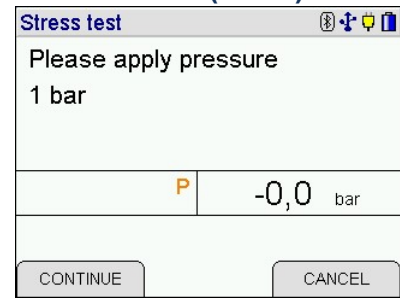 Stress test
Please apply pressure
1 bar
P -0,0 bar
CONTINUE CANCEL